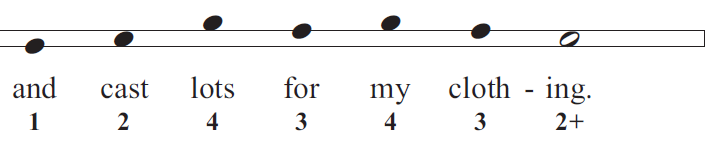 and cast lots for my cloth - ing.
1 2 4 3 4 3 2+